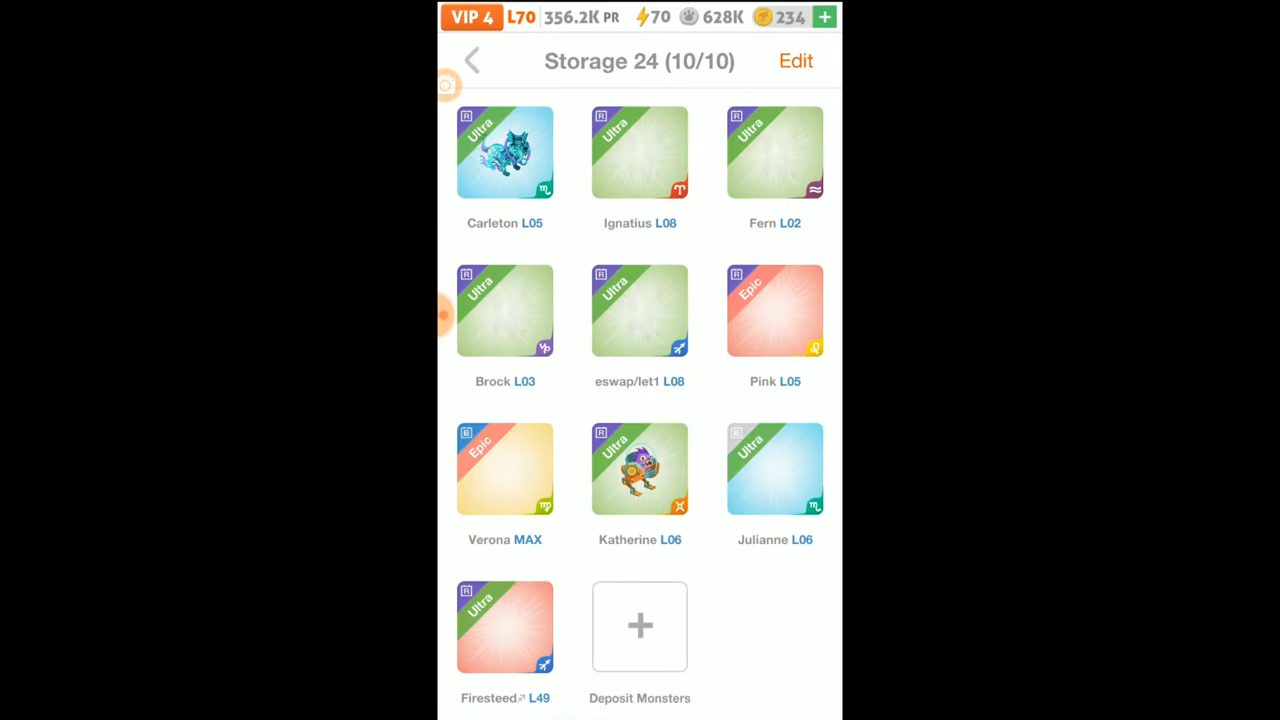 VIP 4 L70 356.2K PR 70 628K 234
Storage 24 (10/10) Edit
R Ultra R Ultra R Ultra
Carleton L05 Ignatius L08 Fern L02
R Ultra R Ultra R Epic
Brock L03 eswap/let1 L08 Pink L05
E Epic R Ultra E Ultra
Verona MAX Katherine L06 Julianne L06
R Ultra
Firesteed♐ L49 Deposit Monsters